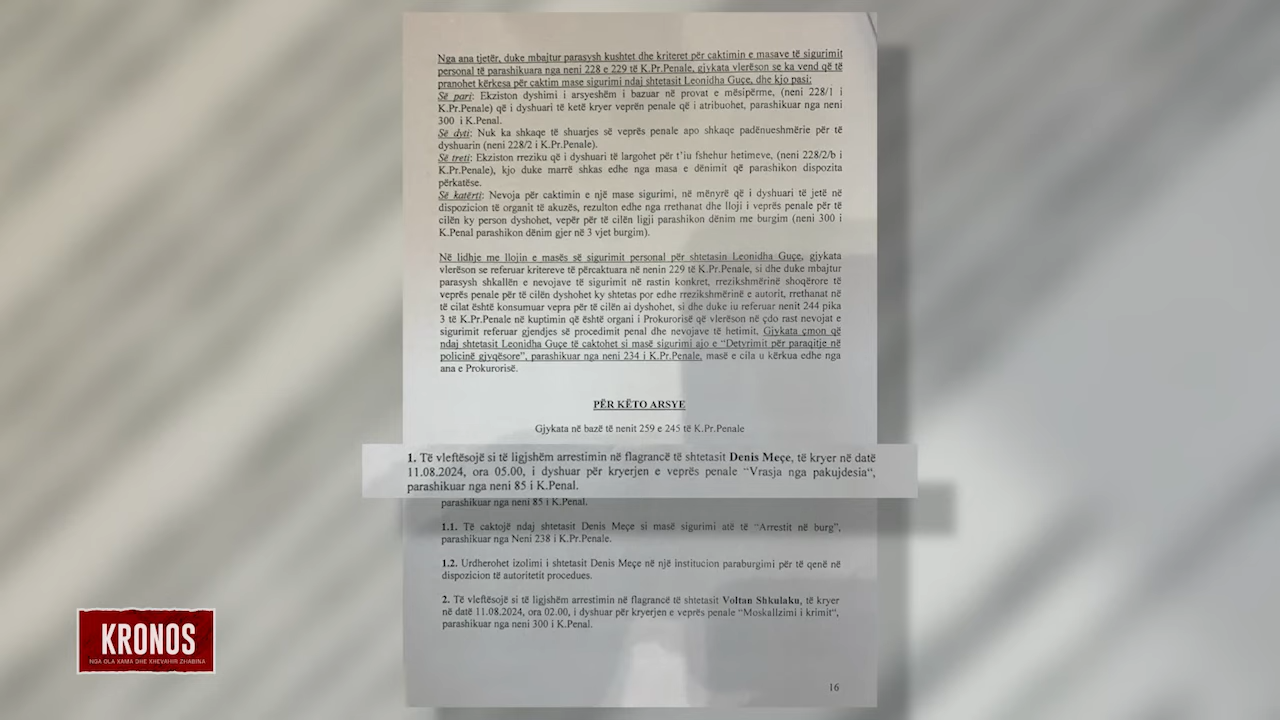 Nga ana tjetër, duke mbajtur parasysh kushtet dhe kriteret për caktimin e masave të sigurimit
personal të parashikuara nga neni 228 e 229 të K.Pr.Penale, gjykata vlerëson se ka vend që të
pranohet kërkesa për caktim mase sigurimi ndaj shtetasit Leonidha Guçe, dhe kjo pasi:
Së pari: Ekziston dyshimi i arsyeshëm i bazuar në provat e mësipërme, (neni 228/1 i
K.Pr.Penale) që i dyshuari të ketë kryer veprën penale që i atribuohet, parashikuar nga neni
300 i K.Penal.
Së dyti: Nuk ka shkaqe të shuarjes së veprës penale apo shkaqe padënueshmërie për të
dyshuarin (neni 228/2 i K.Pr.Penale).
Së treti: Ekziston rreziku që i dyshuari të largohet për t'iu fshehur hetimeve, (neni 228/2/b i
K.Pr.Penale), kjo duke marrë shkas edhe nga masa e dënimit që parashikon dispozita
përkatëse.
Së katërti: Nevoja për caktimin e një mase sigurimi, në mënyrë që i dyshuari të jetë në
dispozicion të organit të akuzës, rezulton edhe nga rrethanat dhe lloji i veprës penale për të
cilën ky person dyshohet, vepër për të cilën ligji parashikon dënim me burgim (neni 300 i
K.Penal parashikon dënim gjer në 3 vjet burgim).
Në lidhje me llojin e masës së sigurimit personal për shtetasin Leonidha Guçe, gjykata
vlerëson se referuar kritereve të përcaktuara në nenin 229 të K.Pr.Penale, si dhe duke mbajtur
parasysh shkallën e nevojave të sigurimit në rastin konkret, rrezikshmërinë shoqërore të
veprës penale për të cilën dyshohet ky shtetas por edhe rrezikshmërinë e autorit, rrethanat në
të cilat është konsumuar vepra për të cilën ai dyshohet, si dhe duke iu referuar nenit 244 pika
3 të K.Pr.Penale në kuptimin që është organi i Prokurorisë që vlerëson në çdo rast nevojat e
sigurimit referuar gjendjes së procedimit penal dhe nevojave të hetimit, Gjykata çmon që
ndaj shtetasit Leonidha Guçe të caktohet si masë sigurimi ajo e “Detyrimit për paraqitje në
policinë gjyqësore”, parashikuar nga neni 234 i K.Pr.Penale, masë e cila u kërkua edhe nga
ana e Prokurorisë.
PËR KËTO ARSYE
Gjykata në bazë të nenit 259 e 245 të K.Pr.Penale
1. Të vleftësojë si të ligjshëm arrestimin në flagrancë të shtetasit Denis Meçe, të kryer në datë
11.08.2024, ora 05.00, i dyshuar për kryerjen e veprës penale “Vrasja nga pakujdesia“,
parashikuar nga neni 85 i K.Penal.
parashikuar nga neni 85 i K.Penal.
1.1. Të caktojë ndaj shtetasit Denis Meçe si masë sigurimi atë të “Arrestit në burg”,
parashikuar nga Neni 238 i K.Pr.Penale.
1.2. Urdherohet izolimi i shtetasit Denis Meçe në një institucion paraburgimi për të qenë në
dispozicion të autoritetit procedues.
2. Të vleftësojë si të ligjshëm arrestimin në flagrancë të shtetasit Voltan Shkulaku, të kryer
në datë 11.08.2024, ora 02.00, i dyshuar për kryerjen e veprës penale “Moskallzimi i krimit“,
parashikuar nga neni 300 i K.Penal.
16
KRONOS
NGA OLA XAMA DHE XHEVAHIR ZHABINA